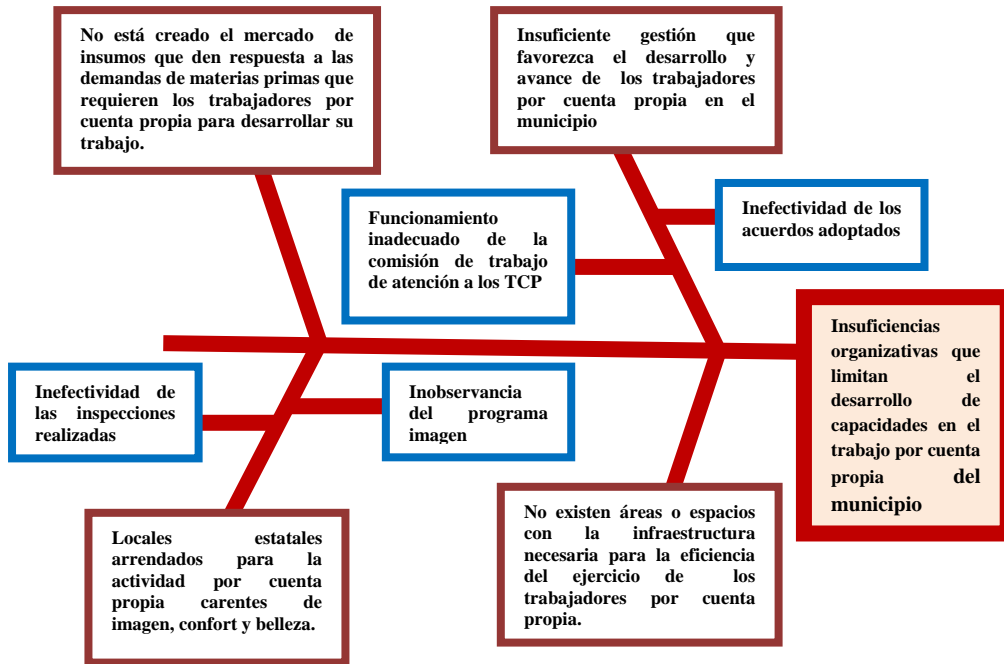 No está creado el mercado de
insumos que den respuesta a las
demandas de materias primas que
requieren los trabajadores por
cuenta propia para desarrollar su
trabajo.
Insuficiente gestión que
favorezca el desarrollo y
avance de los trabajadores
por cuenta propia en el
municipio
Funcionamiento
inadecuado de la
comisión de trabajo
de atención a los TCP
Inefectividad de los
acuerdos adoptados
Insuficiencias
organizativas que
limitan el
desarrollo de
capacidades en el
trabajo por cuenta
propia del
municipio
Inefectividad de
las inspecciones
realizadas
Inobservancia
del programa
imagen
Locales estatales
arrendados para la
actividad por cuenta
propia carentes de
imagen, confort y belleza.
No existen áreas o espacios
con la infraestructura
necesaria para la eficiencia
del ejercicio de los
trabajadores por cuenta
propia.